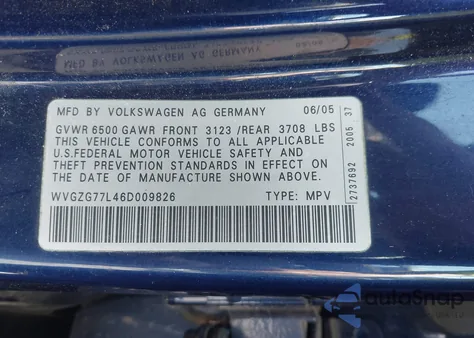 MFD BY VOLKSWAGEN AG GERMANY 06/05
GVWR 6500 GAWR FRONT 3123 /REAR 3708 LBS
THIS VEHICLE CONFORMS TO ALL APPLICABLE
U.S.FEDERAL MOTOR VEHICLE SAFETY AND
THEFT PREVENTION STANDARDS IN EFFECT ON
THE DATE OF MANUFACTURE SHOWN ABOVE.
WVGZG77L46D009826 TYPE: MPV
2737692 2005 37
autoSnap